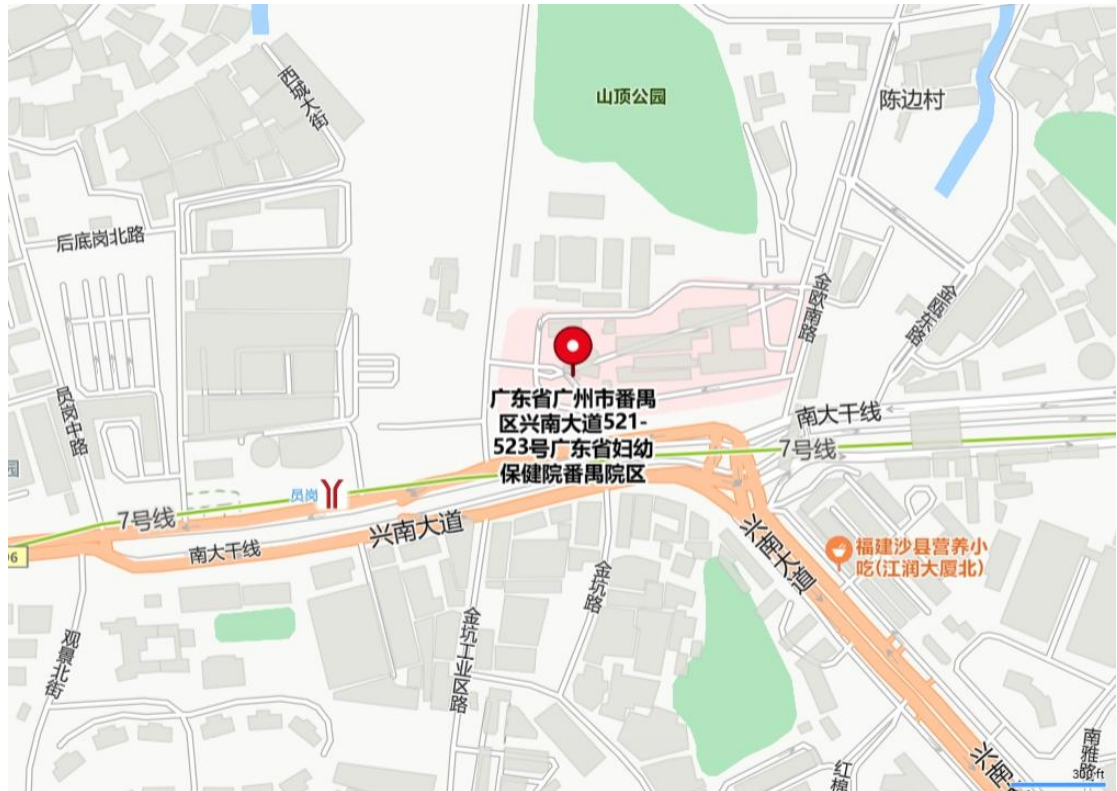 山顶公园
陈边村
西城大街
后底岗北路
金欧南路
金瓯东路
员岗中路
园
广东省广州市番禺
区兴南大道521-
523号广东省妇幼
保健院番禺院区
南大干线
7号线
员岗
7号线
兴南大道
南大干线
96
兴南大道
福建沙县营养小
吃(江润大厦北)
金坑路
金坑工业区路
观景北街
南雅路
兴南
红棉
300 ft